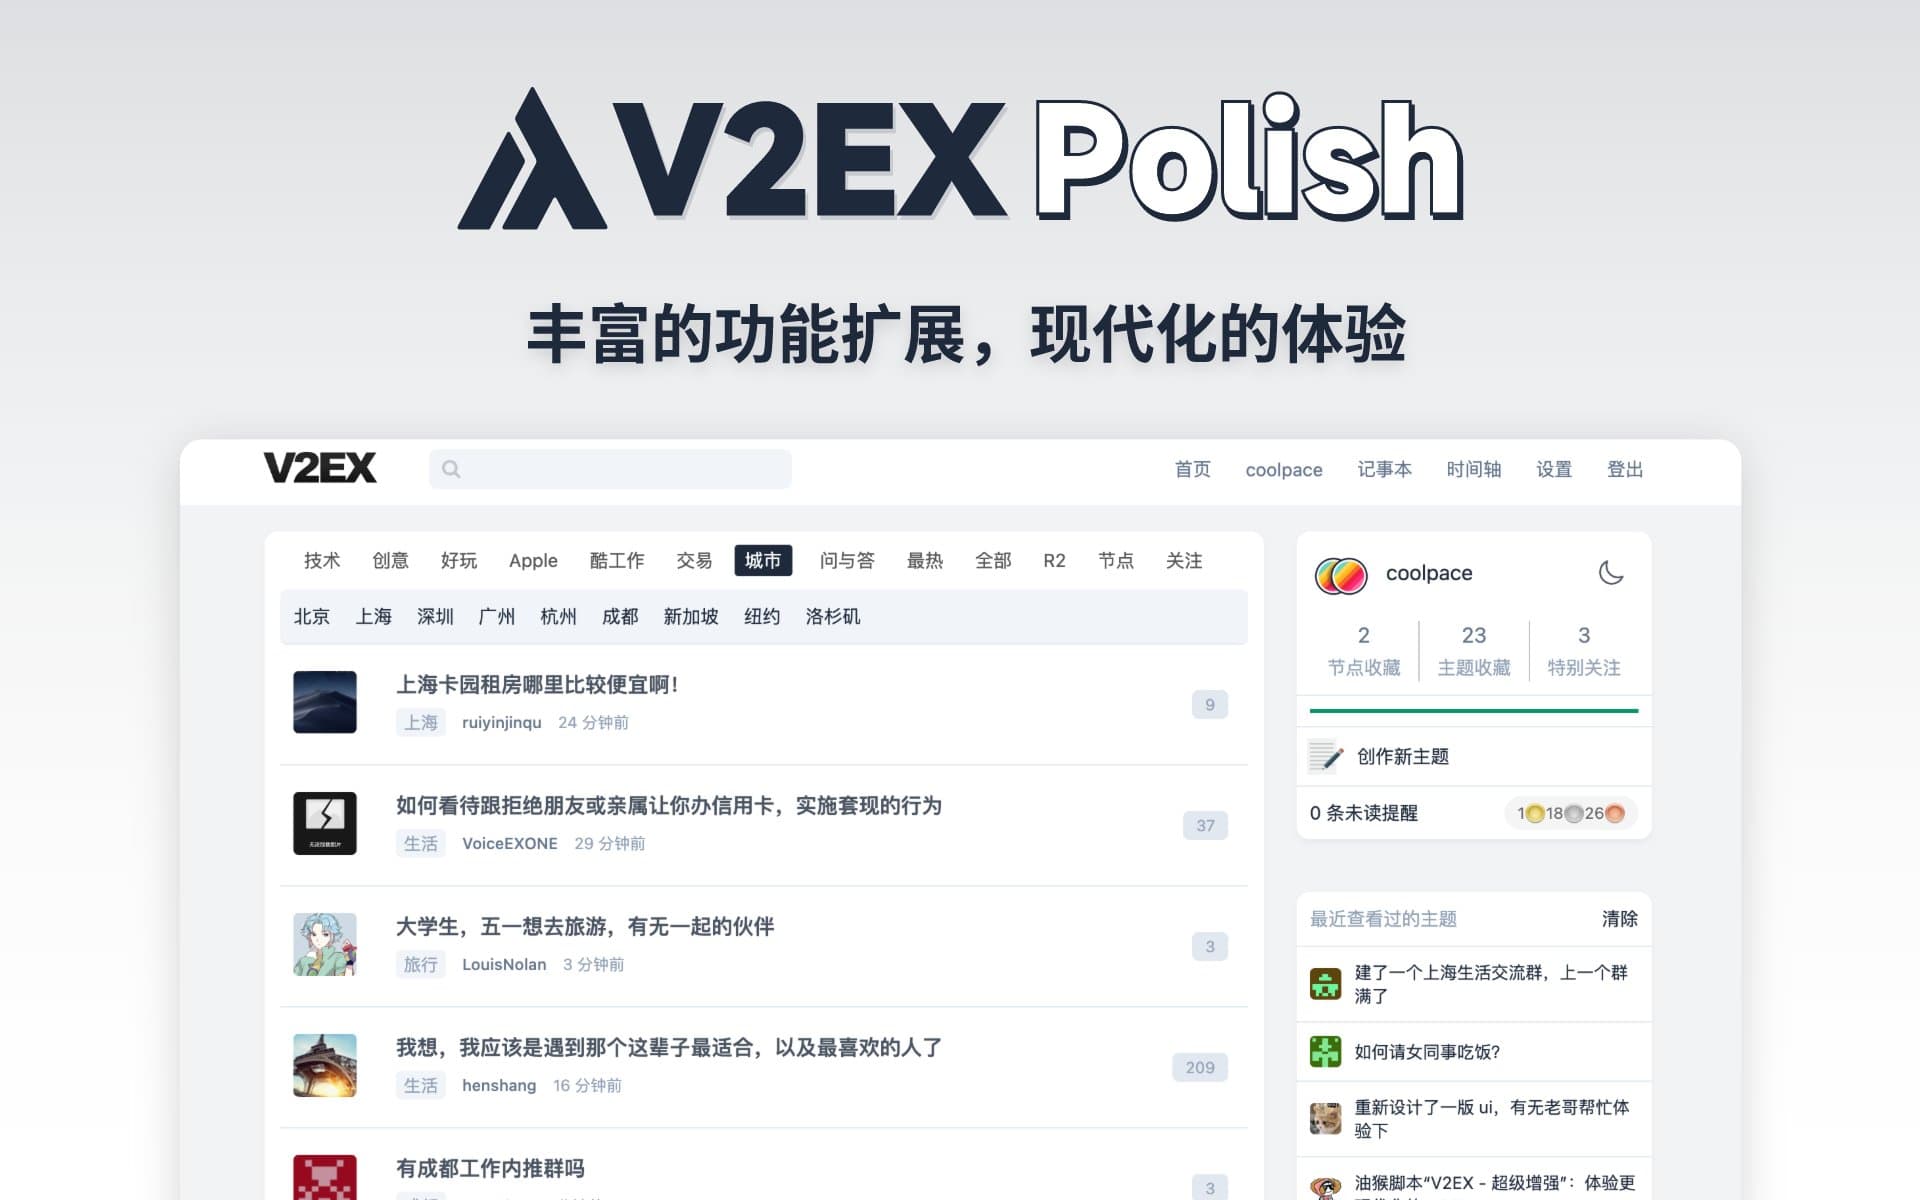 V2EX Polish
丰富的功能扩展，现代化的体验
V2EX
首页 coolpace 记事本 时间轴 设置 登出
技术 创意 好玩 Apple 酷工作 交易 城市 问与答 最热 全部 R2 节点 关注
北京 上海 深圳 广州 杭州 成都 新加坡 纽约 洛杉矶
上海卡园租房哪里比较便宜啊！
上海 ruiyinjinqu 24 分钟前
9
如何看待跟拒绝朋友或亲属让你办信用卡，实施套现的行为
生活 VoiceEXONE 29 分钟前
37
大学生，五一想去旅游，有无一起的伙伴
旅行 LouisNolan 3 分钟前
3
我想，我应该是遇到那个这辈子最适合，以及最喜欢的人了
生活 henshang 16 分钟前
209
有成都工作内推群吗
3
coolpace
2 23 3
节点收藏 主题收藏 特别关注
创作新主题
0 条未读提醒 1 18 26
最近查看过的主题 清除
建了一个上海生活交流群，上一个群
满了
如何请女同事吃饭？
重新设计了一版 ui，有无老哥帮忙体
验下
油猴脚本“V2EX - 超级增强”：体验更